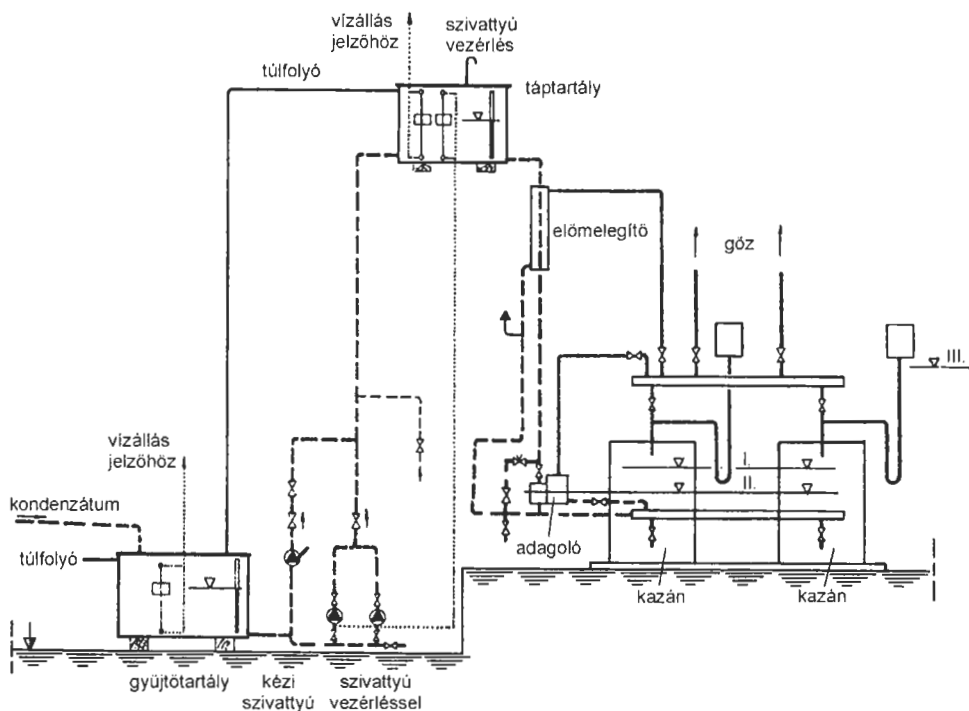 vízállás
jelzőhöz
szivattyú
vezérlés
túlfolyó
táptartály
előmelegítő
gőz
III.
vízállás
jelzőhöz
I.
II.
kondenzátum
túlfolyó
adagoló
kazán
kazán
gyűjtőtartály
kézi
szivattyú
szivattyú
vezérléssel